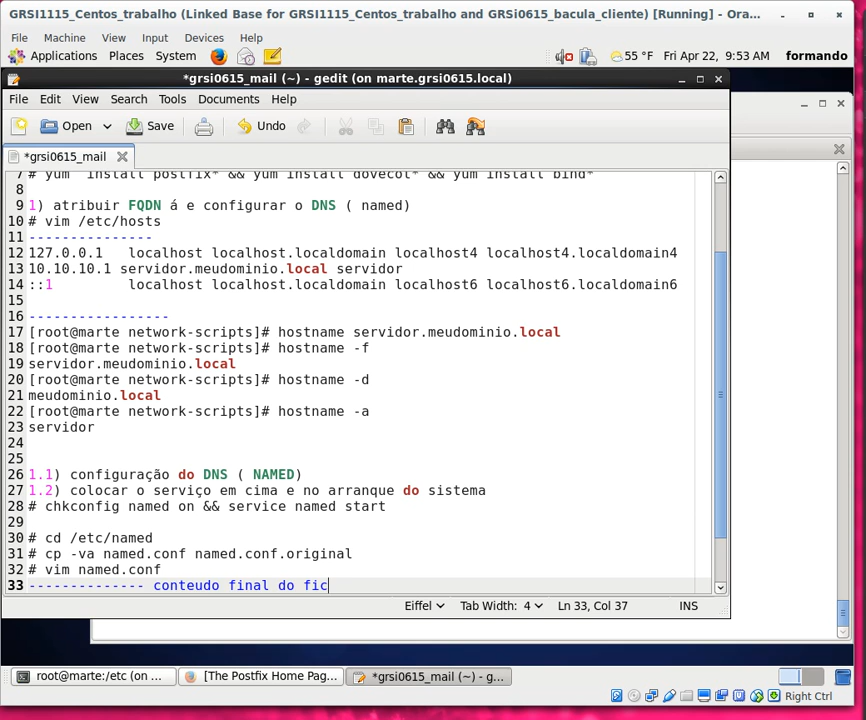 GRSI1115_Centos_trabalho (Linked Base for GRSI1115_Centos_trabalho and GRSi0615_bacula_cliente) [Running] - Ora...
File Machine View Input Devices Help
Applications Places System 55 °F Fri Apr 22, 9:53 AM formando
*grsi0615_mail (~) - gedit (on marte.grsi0615.local)
File Edit View Search Tools Documents Help
Open Save Undo
*grsi0615_mail
7 # yum  install postfix* && yum install dovecot* && yum install bind*
8
9 1) atribuir FQDN á e configurar o DNS ( named)
10 # vim /etc/hosts
11 ---------------
12 127.0.0.1   localhost localhost.localdomain localhost4 localhost4.localdomain4
13 10.10.10.1 servidor.meudominio.local servidor
14 ::1         localhost localhost.localdomain localhost6 localhost6.localdomain6
15
16 -----------------
17 [root@marte network-scripts]# hostname servidor.meudominio.local
18 [root@marte network-scripts]# hostname -f
19 servidor.meudominio.local
20 [root@marte network-scripts]# hostname -d
21 meudominio.local
22 [root@marte network-scripts]# hostname -a
23 servidor
24
25
26 1.1) configuração do DNS ( NAMED)
27 1.2) colocar o serviço em cima e no arranque do sistema
28 # chkconfig named on && service named start
29
30 # cd /etc/named
31 # cp -va named.conf named.conf.original
32 # vim named.conf
33 -------------- conteudo final do fic
Eiffel Tab Width: 4 Ln 33, Col 37 INS
root@marte:/etc (on ... [The Postfix Home Pag... *grsi0615_mail (~) - g...
Right Ctrl